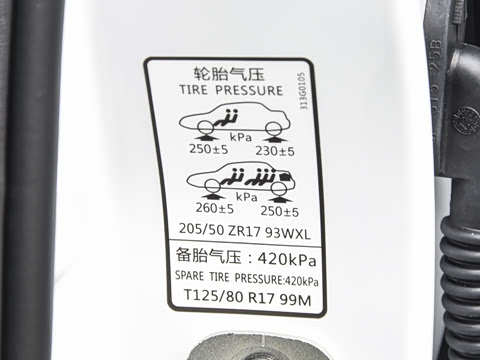 轮胎气压
TIRE PRESSURE
313G0105
kPa
250±5 230±5
kPa
260±5 250±5
205/50 ZR17 93WXL
备胎气压：420kPa
SPARE TIRE PRESSURE:420kPa
T125/80 R17 99M